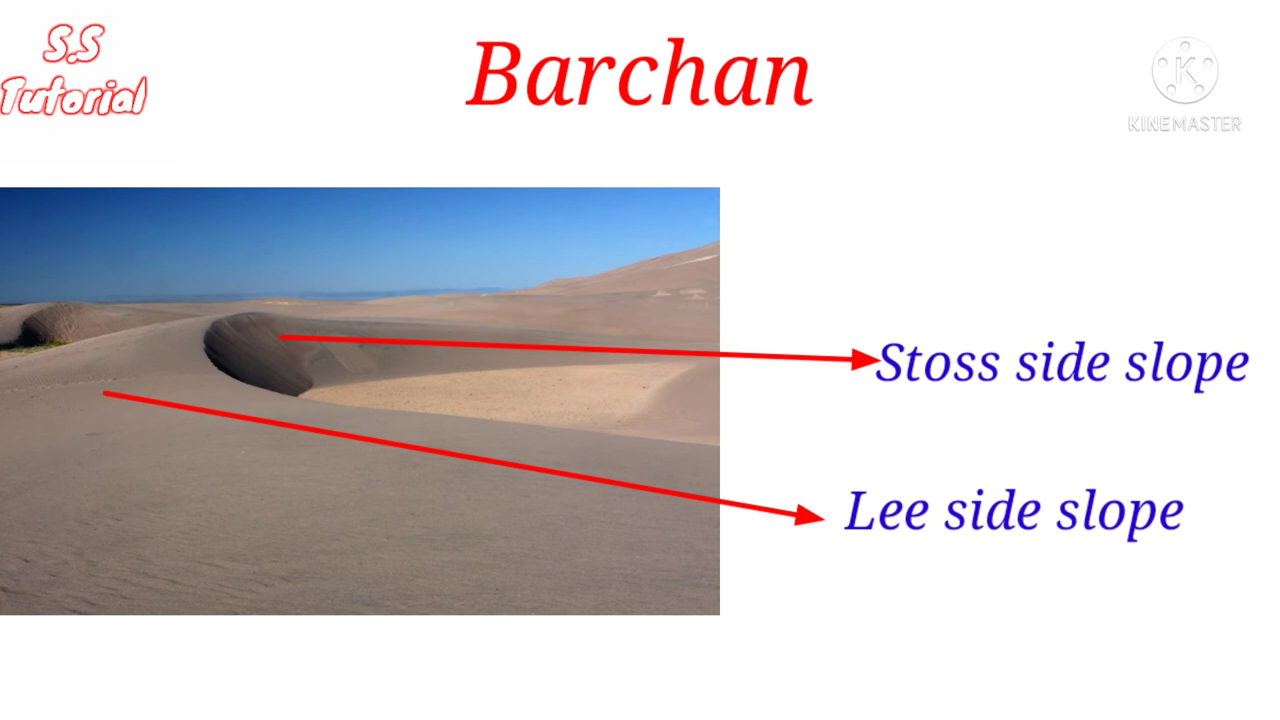 S.S
Tutorial
Barchan
KINEMASTER
Stoss side slope
Lee side slope